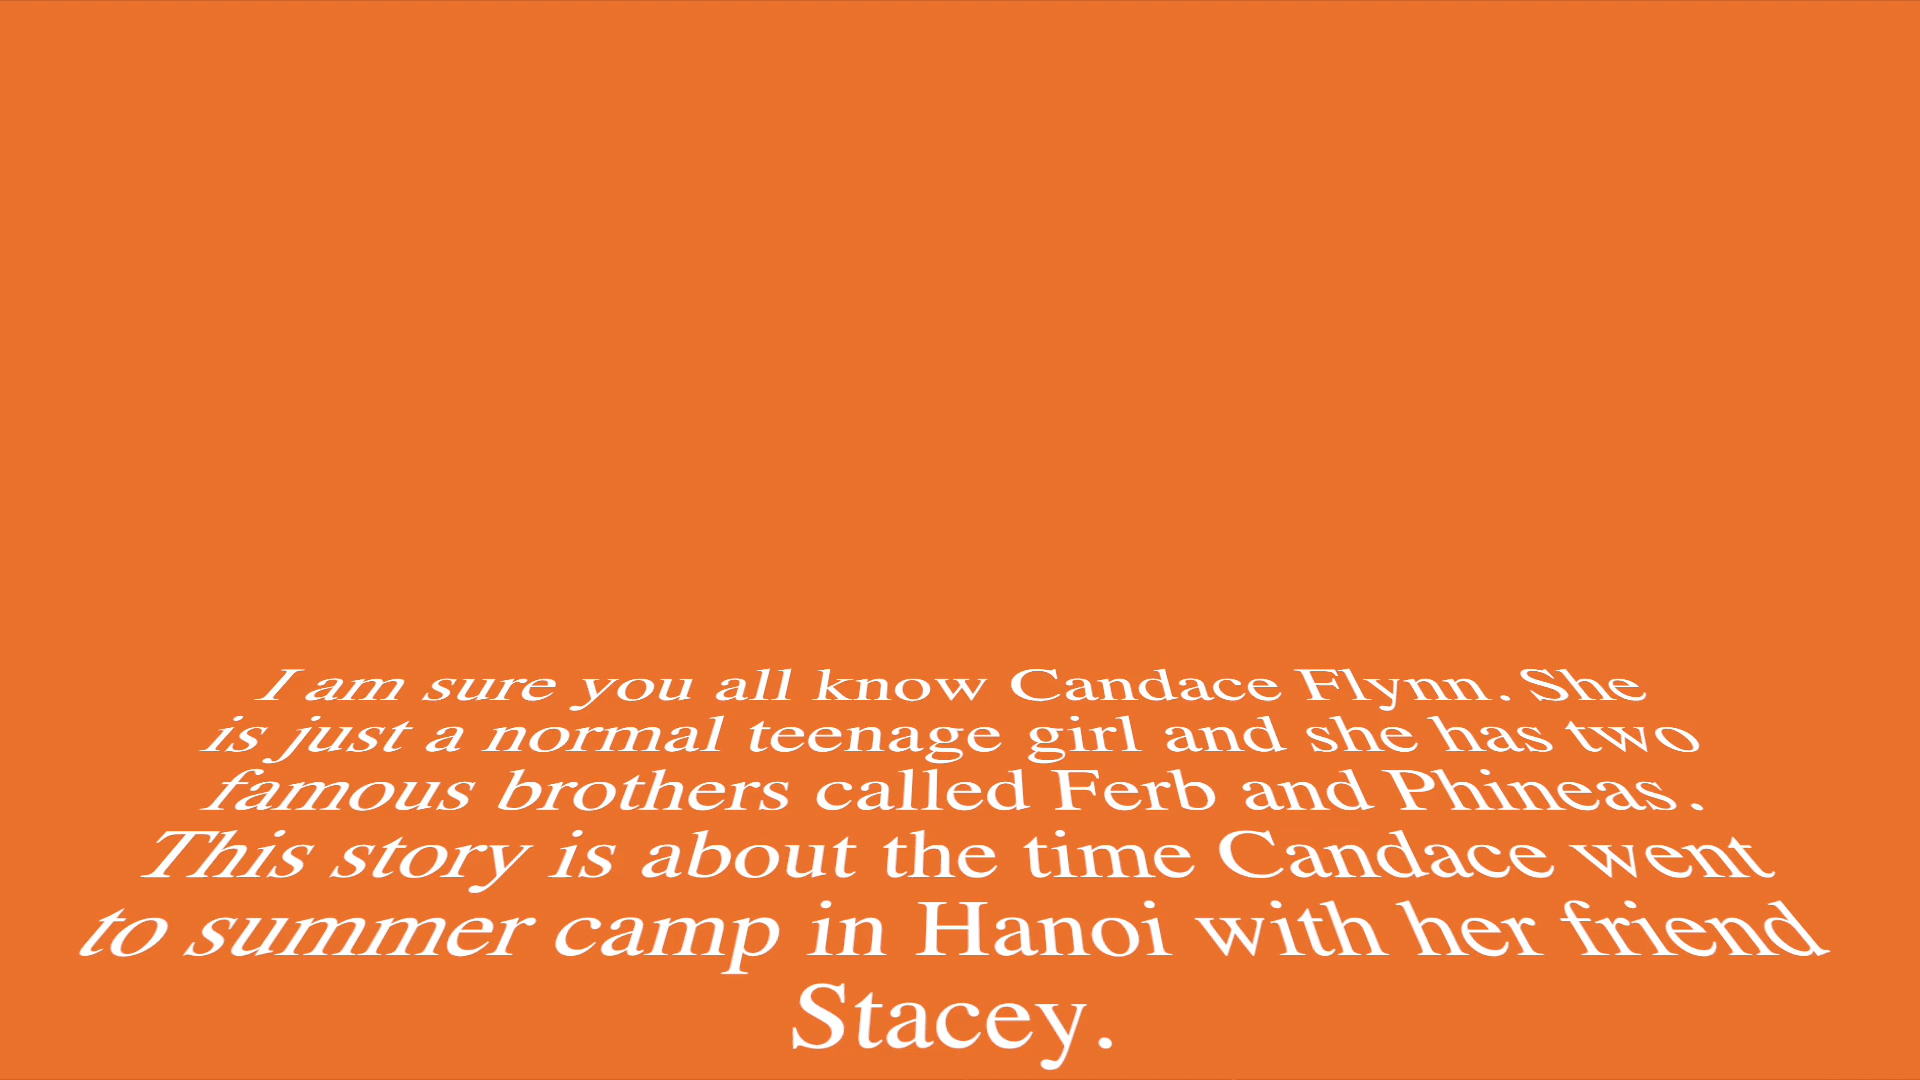 I am sure you all know Candace Flynn. She
is just a normal teenage girl and she has two
famous brothers called Ferb and Phineas.
This story is about the time Candace went
to summer camp in Hanoi with her friend
Stacey.